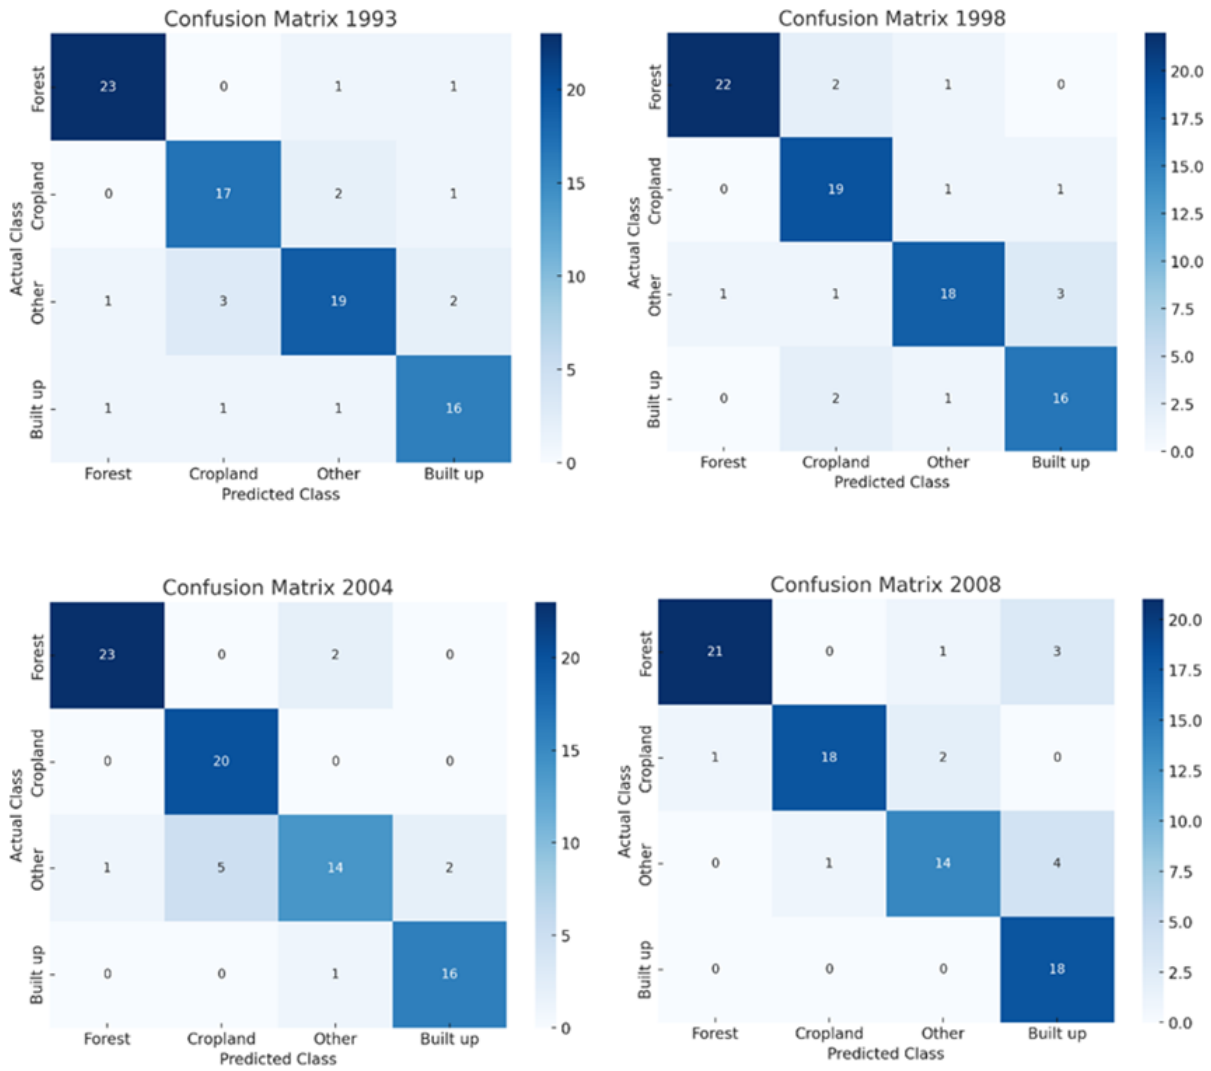 Confusion Matrix 1993
Actual Class
Forest 23 0 1 1
Cropland 0 17 2 1
Other 1 3 19 2
Built up 1 1 1 16
Forest Cropland Other Built up
Predicted Class
20
15
10
5
0
Confusion Matrix 1998
Actual Class
Forest 22 2 1 0
Cropland 0 19 1 1
Other 1 1 18 3
Built up 0 2 1 16
Forest Cropland Other Built up
Predicted Class
20.0
17.5
15.0
12.5
10.0
7.5
5.0
2.5
0.0
Confusion Matrix 2004
Actual Class
Forest 23 0 2 0
Cropland 0 20 0 0
Other 1 5 14 2
Built up 0 0 1 16
Forest Cropland Other Built up
Predicted Class
20
15
10
5
0
Confusion Matrix 2008
Actual Class
Forest 21 0 1 3
Cropland 1 18 2 0
Other 0 1 14 4
Built up 0 0 0 18
Forest Cropland Other Built up
Predicted Class
20.0
17.5
15.0
12.5
10.0
7.5
5.0
2.5
0.0